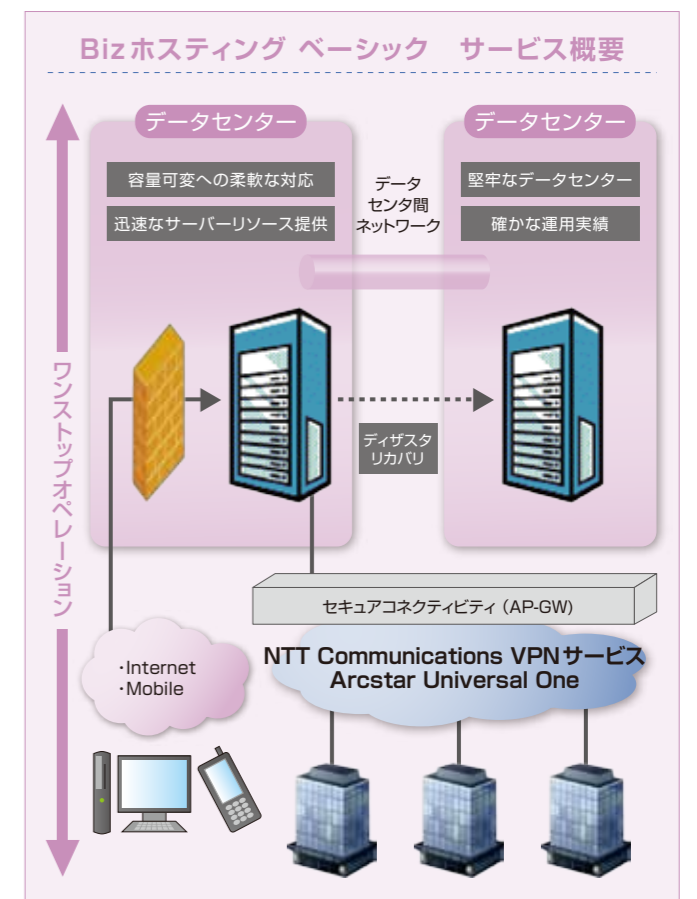 Bizホスティング ベーシック　サービス概要
データセンター
データセンター
容量可変への柔軟な対応
迅速なサーバーリソース提供
データ
センタ間
ネットワーク
堅牢なデータセンター
確かな運用実績
ワンストップオペレーション
ディザスタ
リカバリ
セキュアコネクティビティ（AP-GW)
・Internet
・Mobile
NTT Communications VPNサービス
Arcstar Universal One